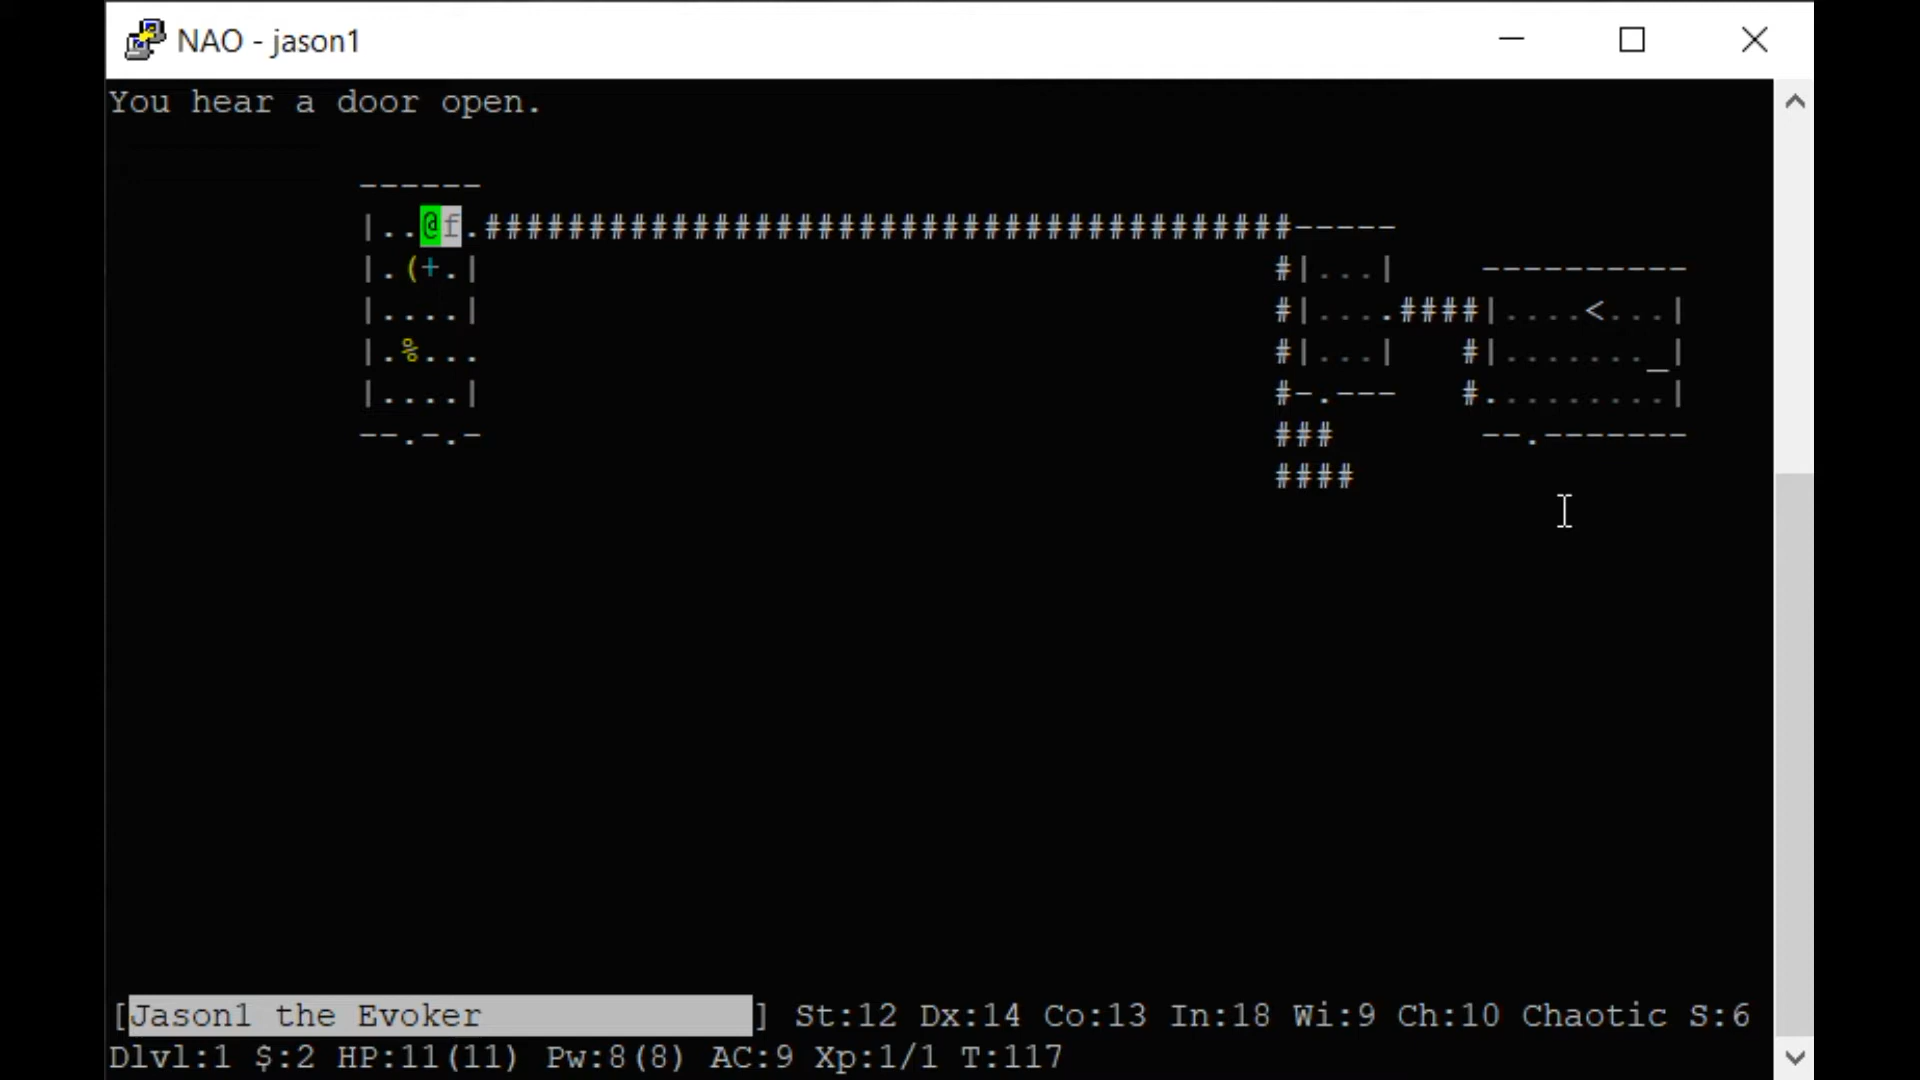 NAO - jason1
You hear a door open.
------
|..@f.#######################################-----
|.(+.|                                      #|...|    ----------
|....|                                      #|....####|....<...|
|.%...                                      #|...|   #|......._|
|....|                                      #-.---   #.........|
--.-.-                                      ###       --.-------
####
[Jason1 the Evoker ] St:12 Dx:14 Co:13 In:18 Wi:9 Ch:10 Chaotic S:6
Dlvl:1 $:2 HP:11(11) Pw:8(8) AC:9 Xp:1/1 T:117